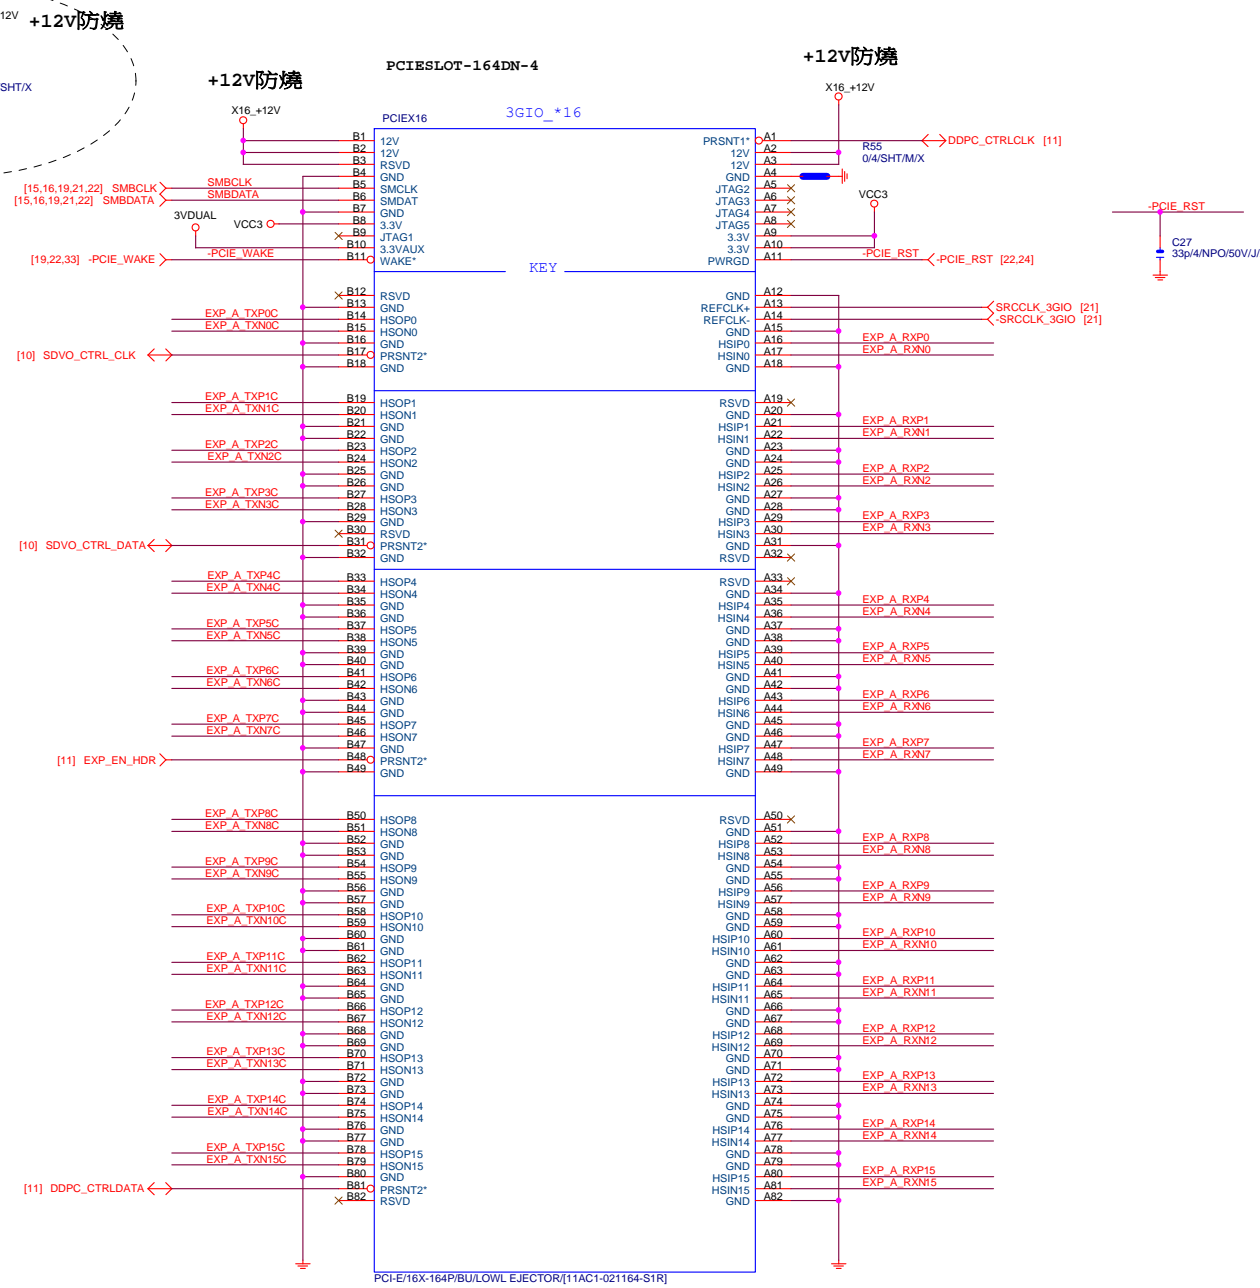 12V +12V防燒
SHT/X
+12V防燒
X16_+12V
PCIESLOT-164DN-4
+12V防燒
X16_+12V
PCIEX16 3GIO_*16
B1 12V PRSNT1* A1 DDPC_CTRLCLK [11]
B2 12V 12V A2 R55
B3 RSVD 12V A3 0/4/SHT/M/X
B4 GND GND A4
[15,16,19,21,22] SMBCLK SMBCLK B5 SMCLK JTAG2 A5
[15,16,19,21,22] SMBDATA SMBDATA B6 SMDAT JTAG3 A6 VCC3
3VDUAL B7 GND JTAG4 A7
VCC3 B8 3.3V JTAG5 A8
B9 JTAG1 3.3V A9
B10 3.3VAUX 3.3V A10
[19,22,33] -PCIE_WAKE -PCIE_WAKE B11 WAKE* PWRGD A11 -PCIE_RST -PCIE_RST [22,24]
-PCIE_RST
C27
33p/4/NPO/50V/J/
KEY
B12 RSVD GND A12
B13 GND REFCLK+ A13 SRCCLK_3GIO [21]
EXP_A_TXP0C B14 HSOP0 REFCLK- A14 -SRCCLK_3GIO [21]
EXP_A_TXN0C B15 HSON0 GND A15
B16 GND HSIP0 A16 EXP_A_RXP0
[10] SDVO_CTRL_CLK B17 PRSNT2* HSIN0 A17 EXP_A_RXN0
B18 GND GND A18
EXP_A_TXP1C B19 HSOP1 RSVD A19
EXP_A_TXN1C B20 HSON1 GND A20
B21 GND HSIP1 A21 EXP_A_RXP1
B22 GND HSIN1 A22 EXP_A_RXN1
EXP_A_TXP2C B23 HSOP2 GND A23
EXP_A_TXN2C B24 HSON2 GND A24
B25 GND HSIP2 A25 EXP_A_RXP2
B26 GND HSIN2 A26 EXP_A_RXN2
EXP_A_TXP3C B27 HSOP3 GND A27
EXP_A_TXN3C B28 HSON3 GND A28
B29 GND HSIP3 A29 EXP_A_RXP3
B30 RSVD HSIN3 A30 EXP_A_RXN3
[10] SDVO_CTRL_DATA B31 PRSNT2* GND A31
B32 GND RSVD A32
EXP_A_TXP4C B33 HSOP4 RSVD A33
EXP_A_TXN4C B34 HSON4 GND A34
B35 GND HSIP4 A35 EXP_A_RXP4
B36 GND HSIN4 A36 EXP_A_RXN4
EXP_A_TXP5C B37 HSOP5 GND A37
EXP_A_TXN5C B38 HSON5 GND A38
B39 GND HSIP5 A39 EXP_A_RXP5
B40 GND HSIN5 A40 EXP_A_RXN5
EXP_A_TXP6C B41 HSOP6 GND A41
EXP_A_TXN6C B42 HSON6 GND A42
B43 GND HSIP6 A43 EXP_A_RXP6
B44 GND HSIN6 A44 EXP_A_RXN6
EXP_A_TXP7C B45 HSOP7 GND A45
EXP_A_TXN7C B46 HSON7 GND A46
B47 GND HSIP7 A47 EXP_A_RXP7
[11] EXP_EN_HDR B48 PRSNT2* HSIN7 A48 EXP_A_RXN7
B49 GND GND A49
EXP_A_TXP8C B50 HSOP8 RSVD A50
EXP_A_TXN8C B51 HSON8 GND A51
B52 GND HSIP8 A52 EXP_A_RXP8
B53 GND HSIN8 A53 EXP_A_RXN8
EXP_A_TXP9C B54 HSOP9 GND A54
EXP_A_TXN9C B55 HSON9 GND A55
B56 GND HSIP9 A56 EXP_A_RXP9
B57 GND HSIN9 A57 EXP_A_RXN9
EXP_A_TXP10C B58 HSOP10 GND A58
EXP_A_TXN10C B59 HSON10 GND A59
B60 GND HSIP10 A60 EXP_A_RXP10
B61 GND HSIN10 A61 EXP_A_RXN10
EXP_A_TXP11C B62 HSOP11 GND A62
EXP_A_TXN11C B63 HSON11 GND A63
B64 GND HSIP11 A64 EXP_A_RXP11
B65 GND HSIN11 A65 EXP_A_RXN11
EXP_A_TXP12C B66 HSOP12 GND A66
EXP_A_TXN12C B67 HSON12 GND A67
B68 GND HSIP12 A68 EXP_A_RXP12
B69 GND HSIN12 A69 EXP_A_RXN12
EXP_A_TXP13C B70 HSOP13 GND A70
EXP_A_TXN13C B71 HSON13 GND A71
B72 GND HSIP13 A72 EXP_A_RXP13
B73 GND HSIN13 A73 EXP_A_RXN13
EXP_A_TXP14C B74 HSOP14 GND A74
EXP_A_TXN14C B75 HSON14 GND A75
B76 GND HSIP14 A76 EXP_A_RXP14
B77 GND HSIN14 A77 EXP_A_RXN14
EXP_A_TXP15C B78 HSOP15 GND A78
EXP_A_TXN15C B79 HSON15 GND A79
B80 GND HSIP15 A80 EXP_A_RXP15
[11] DDPC_CTRLDATA B81 PRSNT2* HSIN15 A81 EXP_A_RXN15
B82 RSVD GND A82
PCI-E/16X-164P/BU/LOWL EJECTOR/[11AC1-021164-S1R]